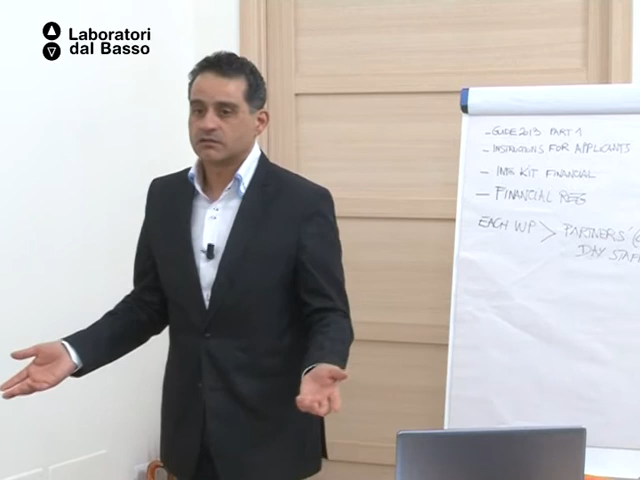 Laboratori
dal Basso
- GUIDE 2013 PART 1
- INSTRUCTIONS FOR APPLICANTS
- INFO KIT FINANCIAL
- FINANCIAL REG
EACH WP > PARTNERS'
DAY STAFF